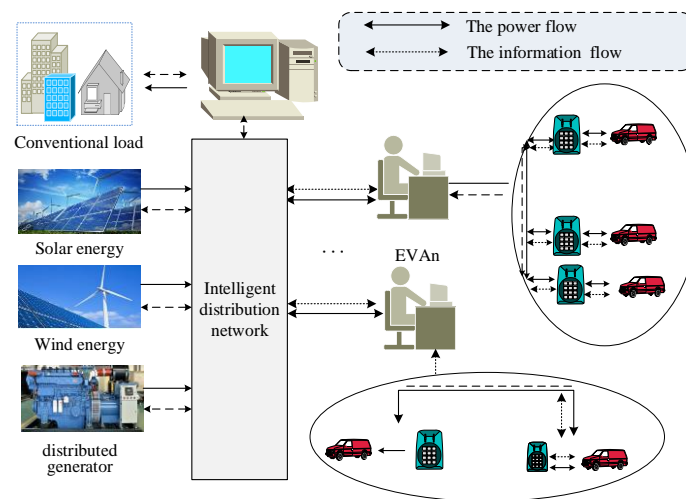 The power flow
The information flow
Conventional load
Solar energy
...
EVAn
Intelligent
distribution
network
Wind energy
distributed
generator